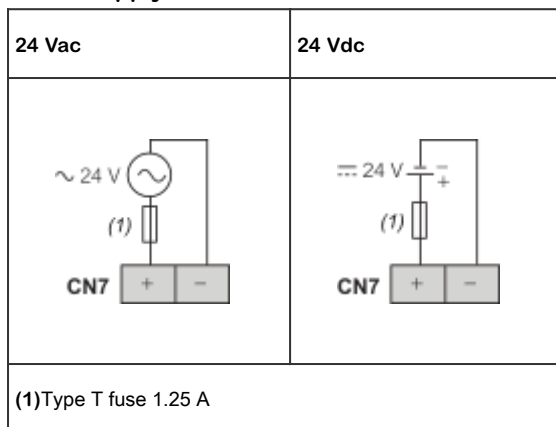 24 Vac
24 Vdc
~ 24 V
(1)
CN7 + −
⎓ 24 V − +
(1)
CN7 + −
(1)Type T fuse 1.25 A